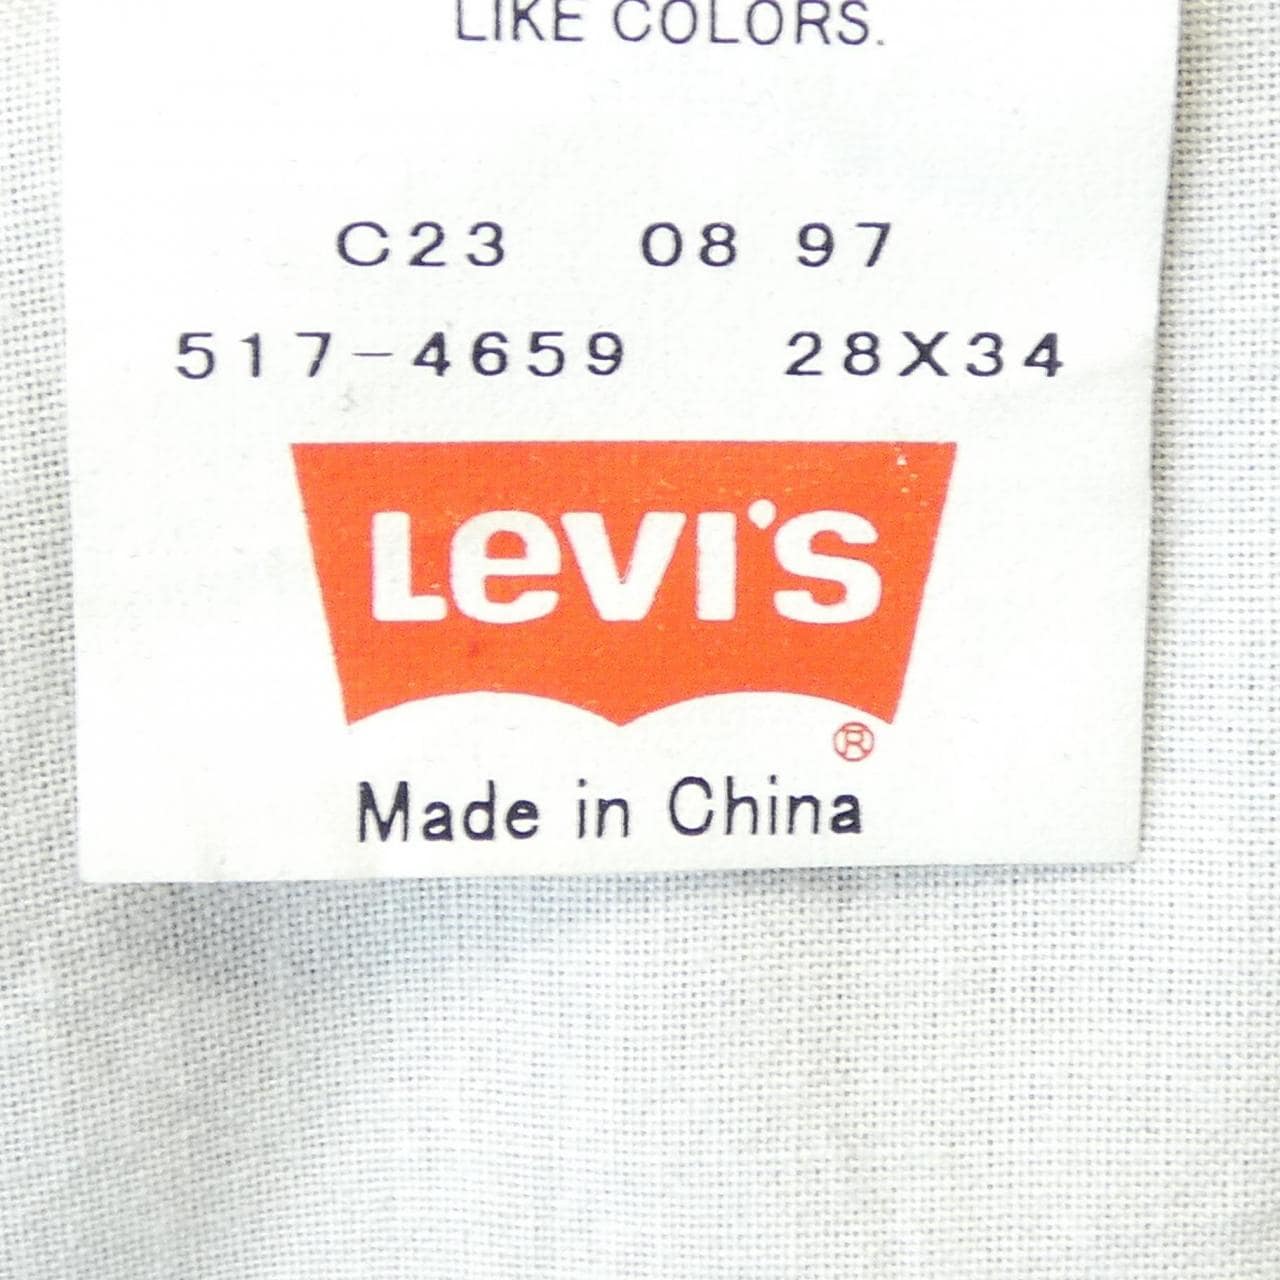 LIKE COLORS.
C23 08 97
517-4659 28X34
Levi's
®
Made in China